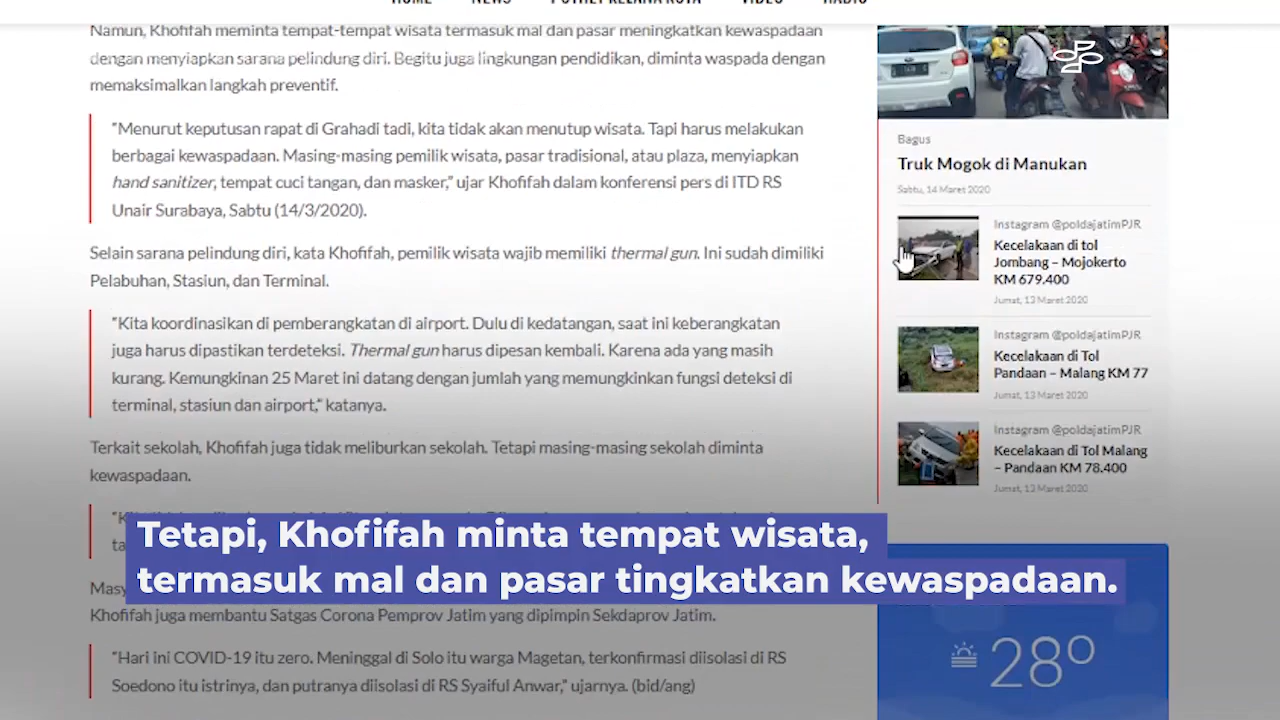 HOME NEWS POTRET KELANA KOTA VIDEO RADIO
Namun, Khofifah meminta tempat-tempat wisata termasuk mal dan pasar meningkatkan kewaspadaan
dengan menyiapkan sarana pelindung diri. Begitu juga lingkungan pendidikan, diminta waspada dengan
memaksimalkan langkah preventif.
“Menurut keputusan rapat di Grahadi tadi, kita tidak akan menutup wisata. Tapi harus melakukan
berbagai kewaspadaan. Masing-masing pemilik wisata, pasar tradisional, atau plaza, menyiapkan
hand sanitizer, tempat cuci tangan, dan masker,” ujar Khofifah dalam konferensi pers di ITD RS
Unair Surabaya, Sabtu (14/3/2020).
Selain sarana pelindung diri, kata Khofifah, pemilik wisata wajib memiliki thermal gun. Ini sudah dimiliki
Pelabuhan, Stasiun, dan Terminal.
“Kita koordinasikan di pemberangkatan di airport. Dulu di kedatangan, saat ini keberangkatan
juga harus dipastikan terdeteksi. Thermal gun harus dipesan kembali. Karena ada yang masih
kurang. Kemungkinan 25 Maret ini datang dengan jumlah yang memungkinkan fungsi deteksi di
terminal, stasiun dan airport,” katanya.
Terkait sekolah, Khofifah juga tidak meliburkan sekolah. Tetapi masing-masing sekolah diminta
kewaspadaan.
Tetapi, Khofifah minta tempat wisata,
termasuk mal dan pasar tingkatkan kewaspadaan.
Khofifah juga membantu Satgas Corona Pemprov Jatim yang dipimpin Sekdaprov Jatim.
“Hari ini COVID-19 itu zero. Meninggal di Solo itu warga Magetan, terkonfirmasi diisolasi di RS
Soedono itu istrinya, dan putranya diisolasi di RS Syaiful Anwar,” ujarnya. (bid/ang)
Bagus
Truk Mogok di Manukan
Sabtu, 14 Maret 2020
Instagram @poldajatimPJR
Kecelakaan di tol
Jombang – Mojokerto
KM 679.400
Jumat, 13 Maret 2020
Instagram @poldajatimPJR
Kecelakaan di Tol
Pandaan – Malang KM 77
Jumat, 13 Maret 2020
Instagram @poldajatimPJR
Kecelakaan di Tol Malang
– Pandaan KM 78.400
Jumat, 13 Maret 2020
28°